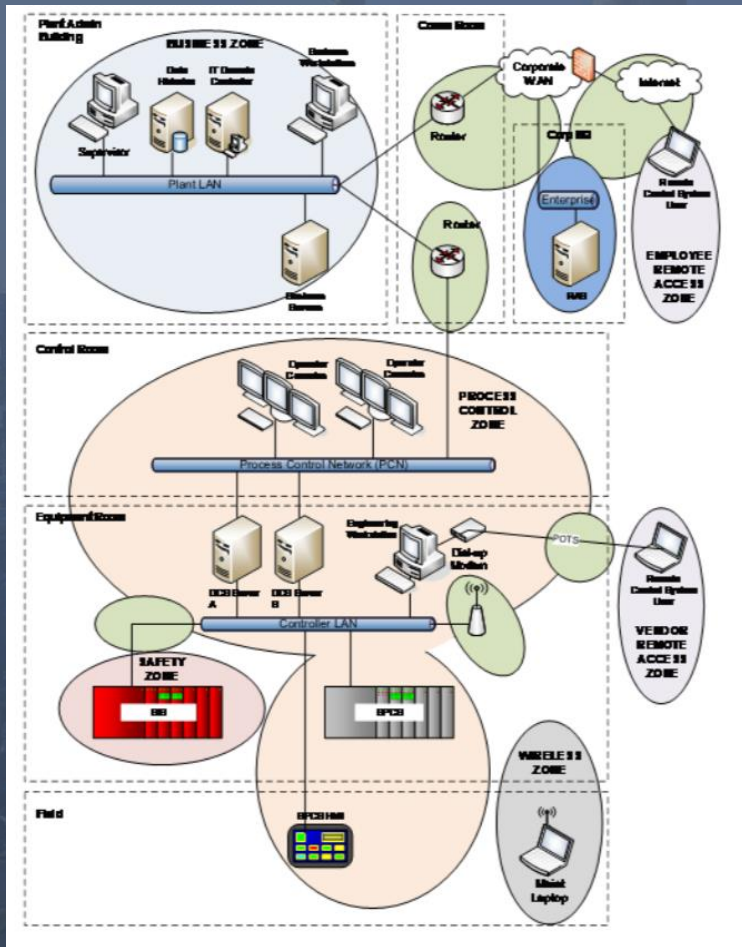 Plant Admin
Building
BUSINESS ZONE
Business
Workstations
Data
Historian
IT Domain
Controller
Supervisor
Plant LAN
Business
Servers
Comm Room
Router
Corporate
WAN
Internet
Corp HQ
Enterprise
RAS
Remote
Control System
User
EMPLOYEE
REMOTE
ACCESS
ZONE
Router
Control Room
Operator
Consoles
Operator
Consoles
PROCESS
CONTROL
ZONE
Process Control Network (PCN)
Equipment Room
DCS Server
A
DCS Server
B
Engineering
Workstation
Dial-up
Modem
POTS
Remote
Control System
User
VENDOR
REMOTE
ACCESS
ZONE
Controller LAN
SAFETY
ZONE
SIS
BPCS
WIRELESS
ZONE
Field
BPCS HMI
Maint
Laptop